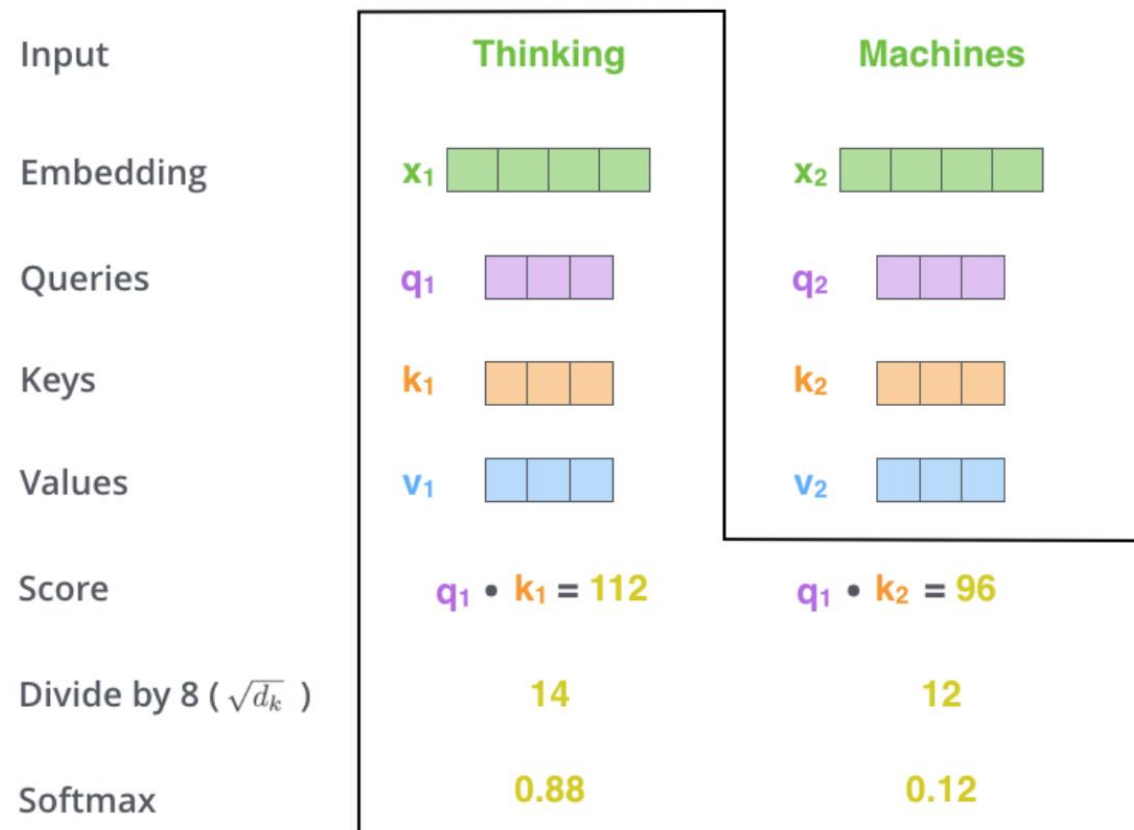 Input Thinking Machines
Embedding x₁ x₂
Queries q₁ q₂
Keys k₁ k₂
Values v₁ v₂
Score q₁ • k₁ = 112 q₁ • k₂ = 96
Divide by 8 ( √dₖ ) 14 12
Softmax 0.88 0.12